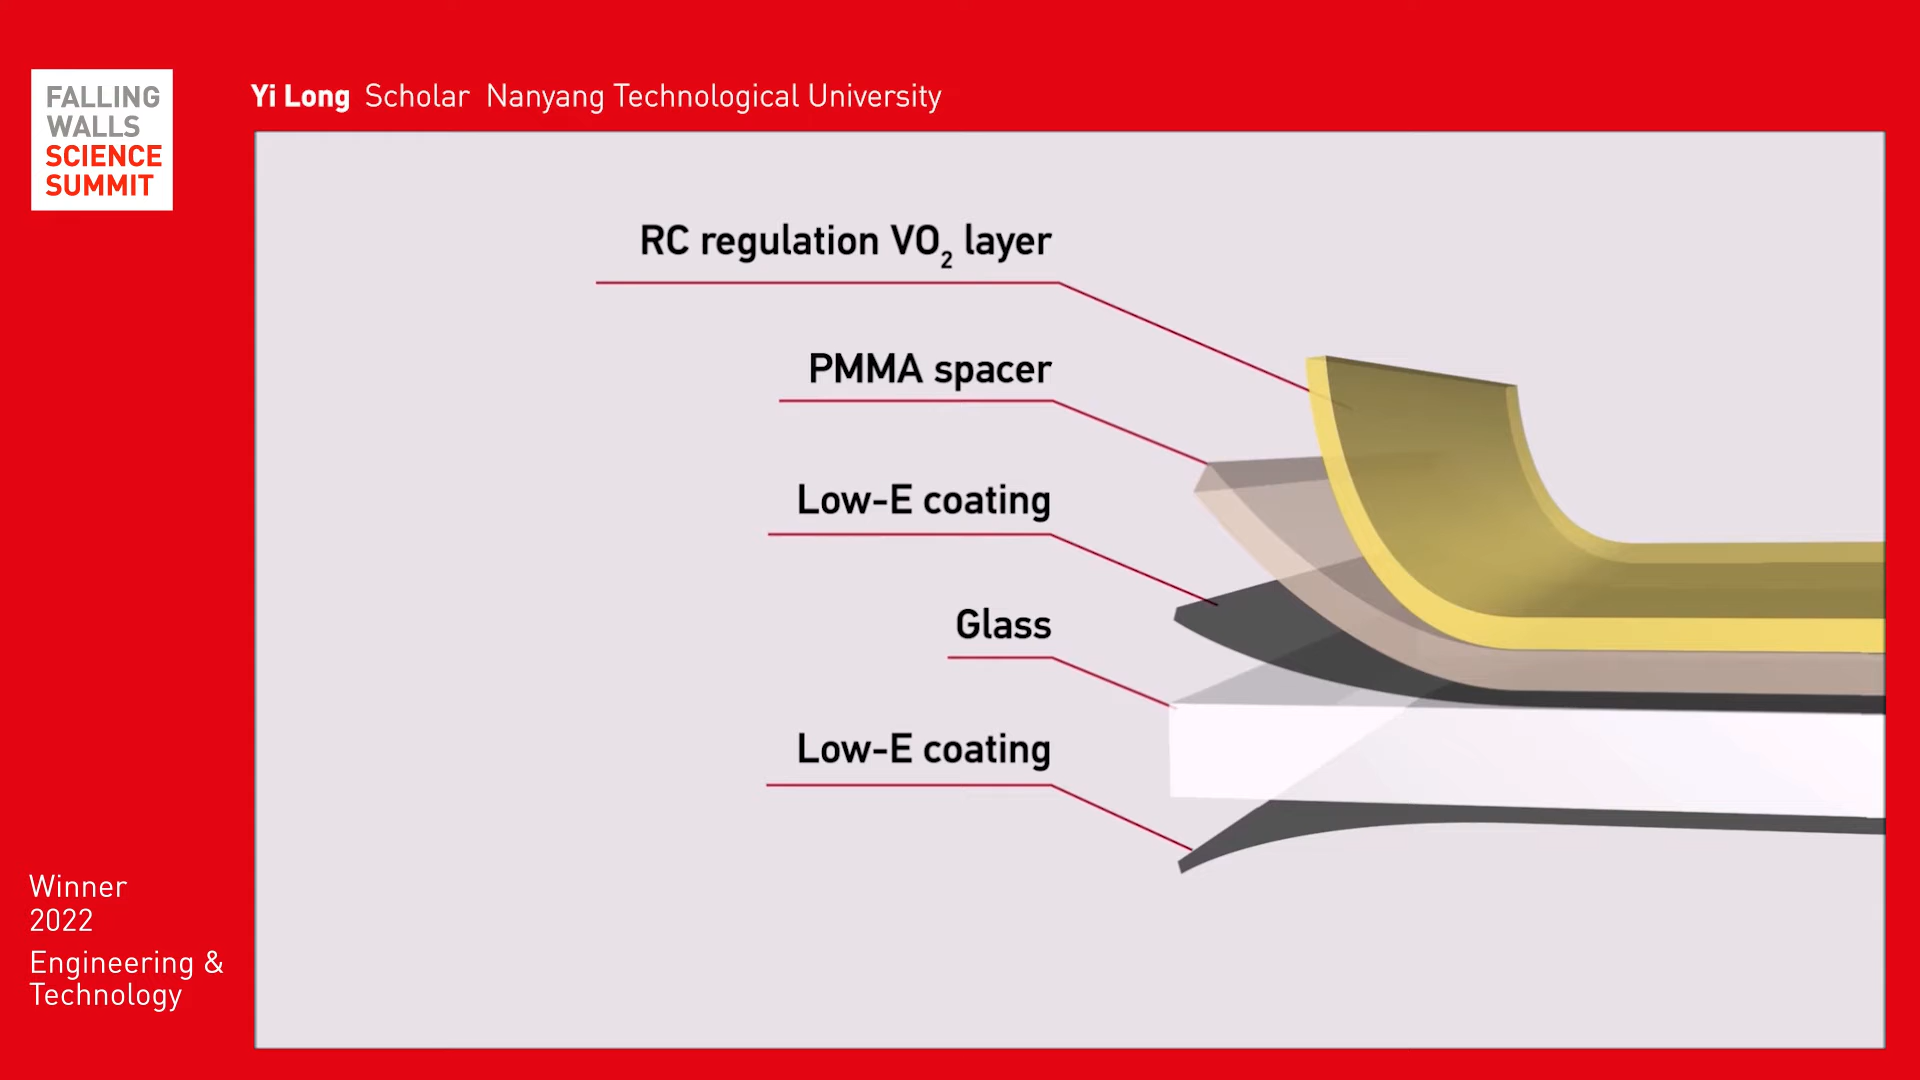 FALLING
WALLS
SCIENCE
SUMMIT
Yi Long Scholar Nanyang Technological University
RC regulation VO₂ layer
PMMA spacer
Low-E coating
Glass
Low-E coating
Winner
2022
Engineering &
Technology